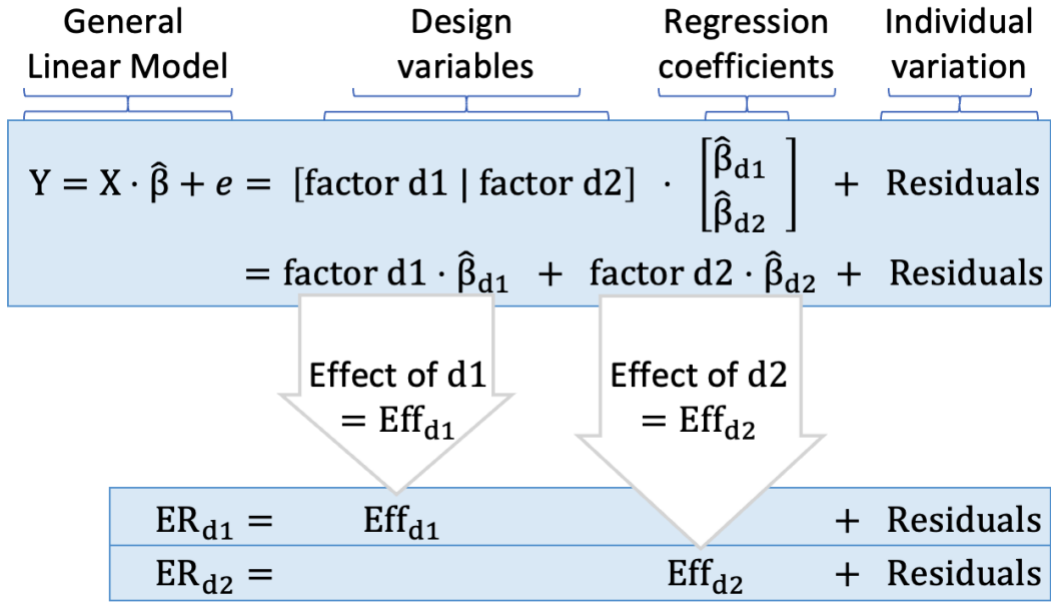 General Linear Model
Design variables
Regression coefficients
Individual variation
Y = X · β̂ + e = [factor d1 | factor d2] · [β̂d1 β̂d2] + Residuals
= factor d1 · β̂d1 + factor d2 · β̂d2 + Residuals
Effect of d1
= Effd1
Effect of d2
= Effd2
ERd1 = Effd1 + Residuals
ERd2 = Effd2 + Residuals